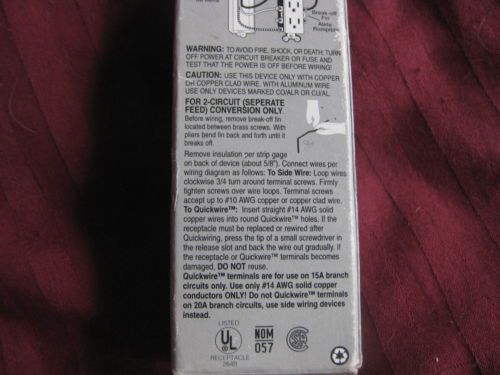 Break-off
Fin
Aleta
WARNING: TO AVOID FIRE, SHOCK, OR DEATH; TURN
OFF POWER AT CIRCUIT BREAKER OR FUSE AND
TEST THAT THE POWER IS OFF BEFORE WIRING!
CAUTION: USE THIS DEVICE ONLY WITH COPPER
OR COPPER CLAD WIRE. WITH ALUMINUM WIRE
USE ONLY DEVICES MARKED CO/ALR OR CU/AL.
FOR 2-CIRCUIT (SEPERATE
FEED) CONVERSION ONLY.
Before wiring, remove break-off fin
located between brass screws. With
pliers bend fin back and forth until it
breaks off.
Remove insulation per strip gage
on back of device (about 5/8"). Connect wires per
wiring diagram as follows: To Side Wire: Loop wires
clockwise 3/4 turn around terminal screws. Firmly
tighten screws over wire loops. Terminal screws
accept up to #10 AWG copper or copper clad wire.
To Quickwire™: Insert straight #14 AWG solid
copper wires into round Quickwire™ holes. If the
receptacle must be replaced or rewired after
Quickwiring, press the tip of a small screwdriver in
the release slot and back the wire out gradually. If
the receptacle or Quickwire™ terminals becomes
damaged, DO NOT reuse.
Quickwire™ terminals are for use on 15A branch
circuits only. Use only #14 AWG solid copper
conductors ONLY! Do not Quickwire™ terminals
on 20A branch circuits, use side wiring devices
instead.
LISTED
UL
RECEPTACLE
264B
NOM
057